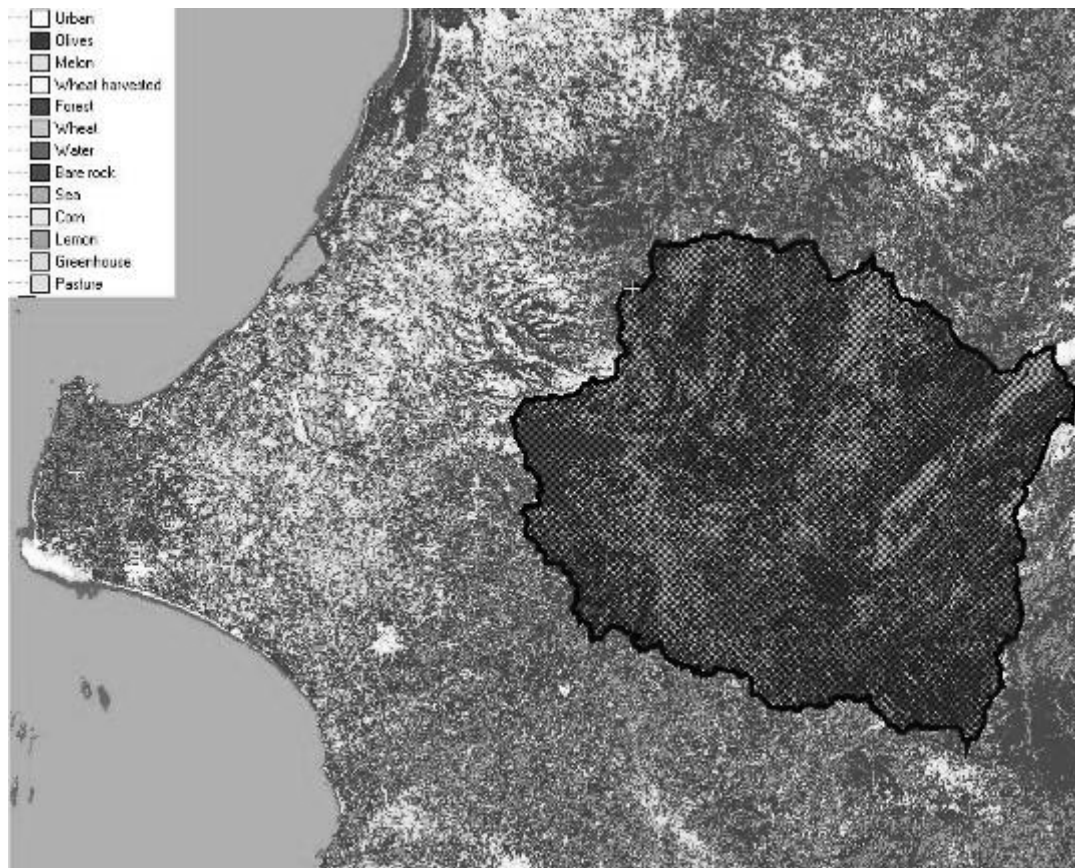 Urban
Olives
Melon
Wheat harvested
Forest
Wheat
Water
Bare rock
Sea
Corn
Lemon
Greenhouse
Pasture